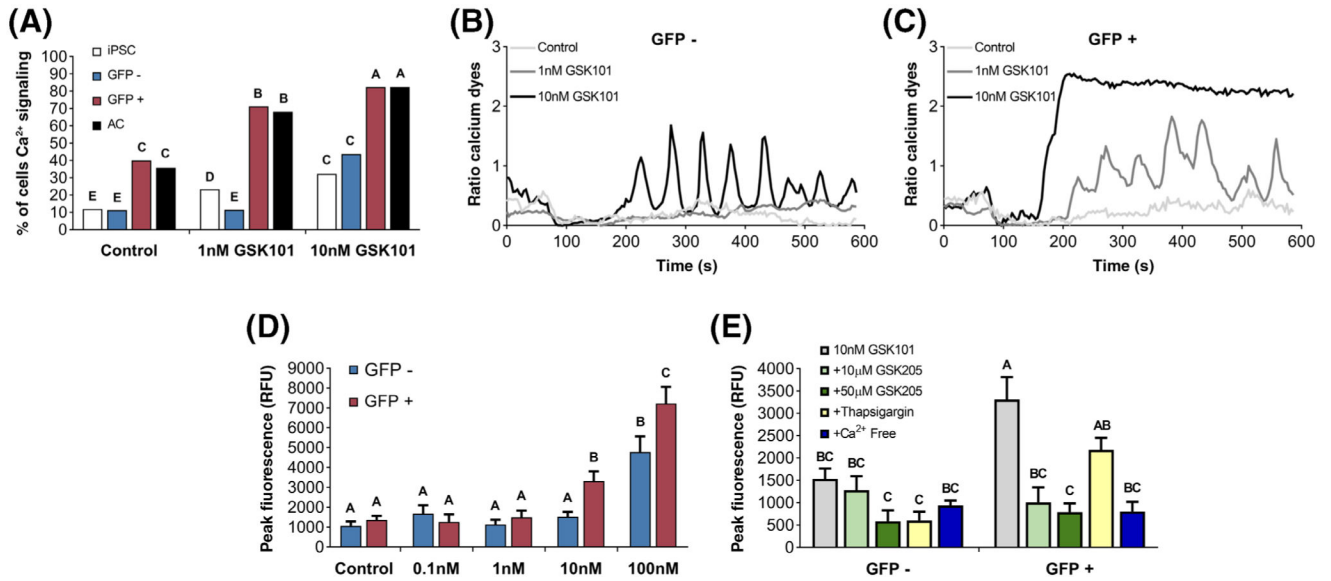 (A)
% of cells Ca²⁺ signaling
100
90
80
70
60
50
40
30
20
10
0
iPSC
GFP -
GFP +
AC
E E C C
D E B B
C C A A
Control 1nM GSK101 10nM GSK101
(B)
GFP -
Control
1nM GSK101
10nM GSK101
Ratio calcium dyes
3
2
1
0
0 100 200 300 400 500 600
Time (s)
(C)
GFP +
Control
1nM GSK101
10nM GSK101
Ratio calcium dyes
3
2
1
0
0 100 200 300 400 500 600
Time (s)
(D)
Peak fluorescence (RFU)
9000
8000
7000
6000
5000
4000
3000
2000
1000
0
GFP -
GFP +
A A A A A A A B B C
Control 0.1nM 1nM 10nM 100nM
(E)
10nM GSK101
+10µM GSK205
+50µM GSK205
+Thapsigargin
+Ca²⁺ Free
Peak fluorescence (RFU)
4000
3500
3000
2500
2000
1500
1000
500
0
BC BC C C BC
A BC C AB BC
GFP - GFP +